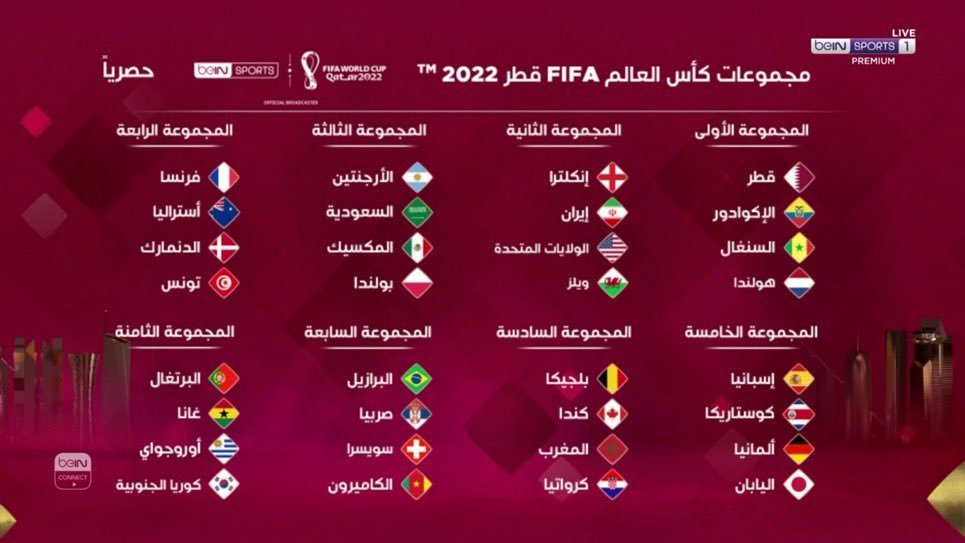 LIVE
beIN SPORTS 1
PREMIUM
مجموعات كأس العالم FIFA قطر 2022 ™
FIFA WORLD CUP
Qatar2022
beIN SPORTS
OFFICIAL BROADCASTER
حصرياً
المجموعة الأولى
قطر
الإكوادور
السنغال
هولندا
المجموعة الثانية
إنكلترا
إيران
الولايات المتحدة
ويلز
المجموعة الثالثة
الأرجنتين
السعودية
المكسيك
بولندا
المجموعة الرابعة
فرنسا
أستراليا
الدنمارك
تونس
المجموعة الخامسة
إسبانيا
كوستاريكا
ألمانيا
اليابان
المجموعة السادسة
بلجيكا
كندا
المغرب
كرواتيا
المجموعة السابعة
البرازيل
صربيا
سويسرا
الكاميرون
المجموعة الثامنة
البرتغال
غانا
أوروجواي
كوريا الجنوبية
beIN
CONNECT